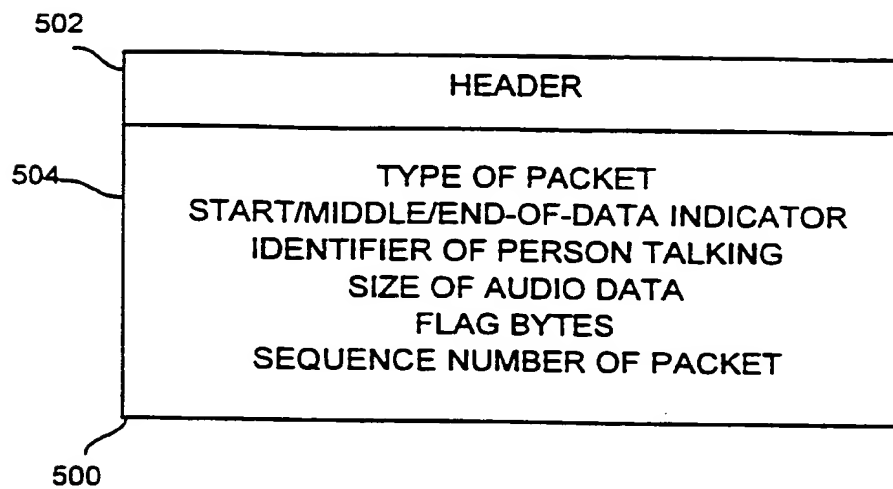 502
HEADER
504
TYPE OF PACKET
START/MIDDLE/END-OF-DATA INDICATOR
IDENTIFIER OF PERSON TALKING
SIZE OF AUDIO DATA
FLAG BYTES
SEQUENCE NUMBER OF PACKET
500